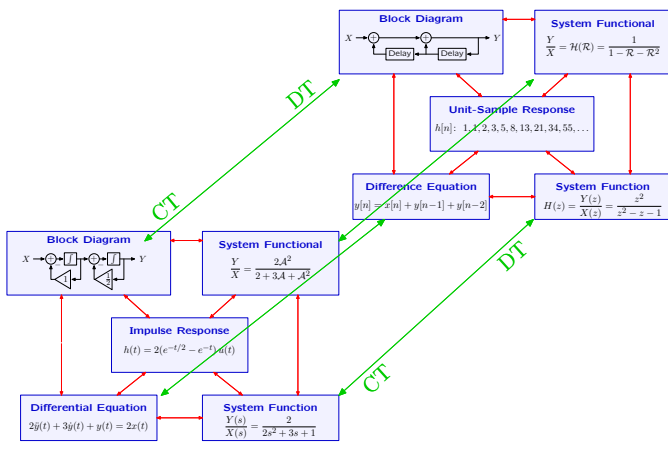 Block Diagram
X + + Y
Delay Delay
System Functional
Y/X = H(R) = 1/(1 − R − R²)
Unit-Sample Response
h[n]: 1, 1, 2, 3, 5, 8, 13, 21, 34, 55, ...
Difference Equation
y[n] = x[n] + y[n−1] + y[n−2]
System Function
H(z) = Y(z)/X(z) = z²/(z² − z − 1)
DT
CT
DT
CT
Block Diagram
X + − ∫ + − ∫ Y
1 1/2
System Functional
Y/X = 2A²/(2 + 3A + A²)
Impulse Response
h(t) = 2(e^{−t/2} − e^{−t}) u(t)
Differential Equation
2ÿ(t) + 3ẏ(t) + y(t) = 2x(t)
System Function
Y(s)/X(s) = 2/(2s² + 3s + 1)